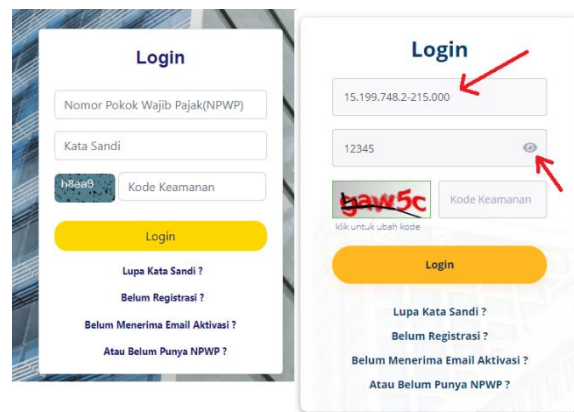 Login
Nomor Pokok Wajib Pajak(NPWP)
Kata Sandi
h8ea9
Kode Keamanan
Login
Lupa Kata Sandi ?
Belum Registrasi ?
Belum Menerima Email Aktivasi ?
Atau Belum Punya NPWP ?
Login
15.199.748.2-215.000
12345
gaw5c
Kode Keamanan
klik untuk ubah kode
Login
Lupa Kata Sandi ?
Belum Registrasi ?
Belum Menerima Email Aktivasi ?
Atau Belum Punya NPWP ?